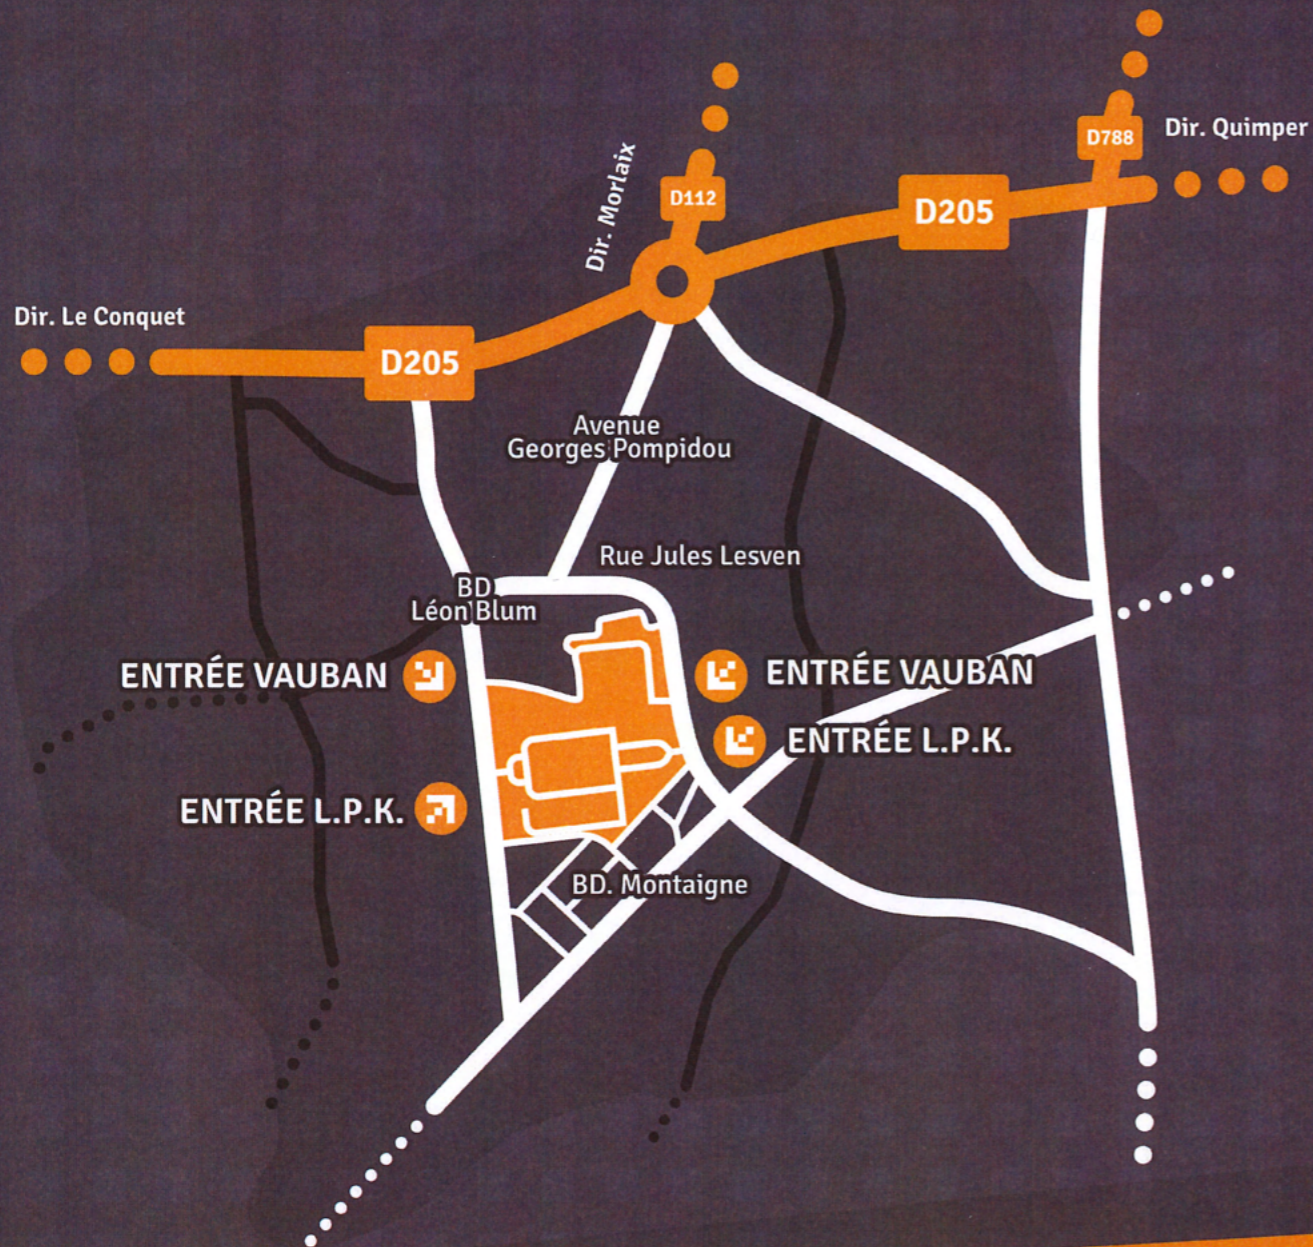 D788
Dir. Quimper
Dir. Morlaix
D112
D205
Dir. Le Conquet
D205
Avenue
Georges Pompidou
Rue Jules Lesven
BD
Léon Blum
ENTRÉE VAUBAN
ENTRÉE VAUBAN
ENTRÉE L.P.K.
ENTRÉE L.P.K.
BD. Montaigne